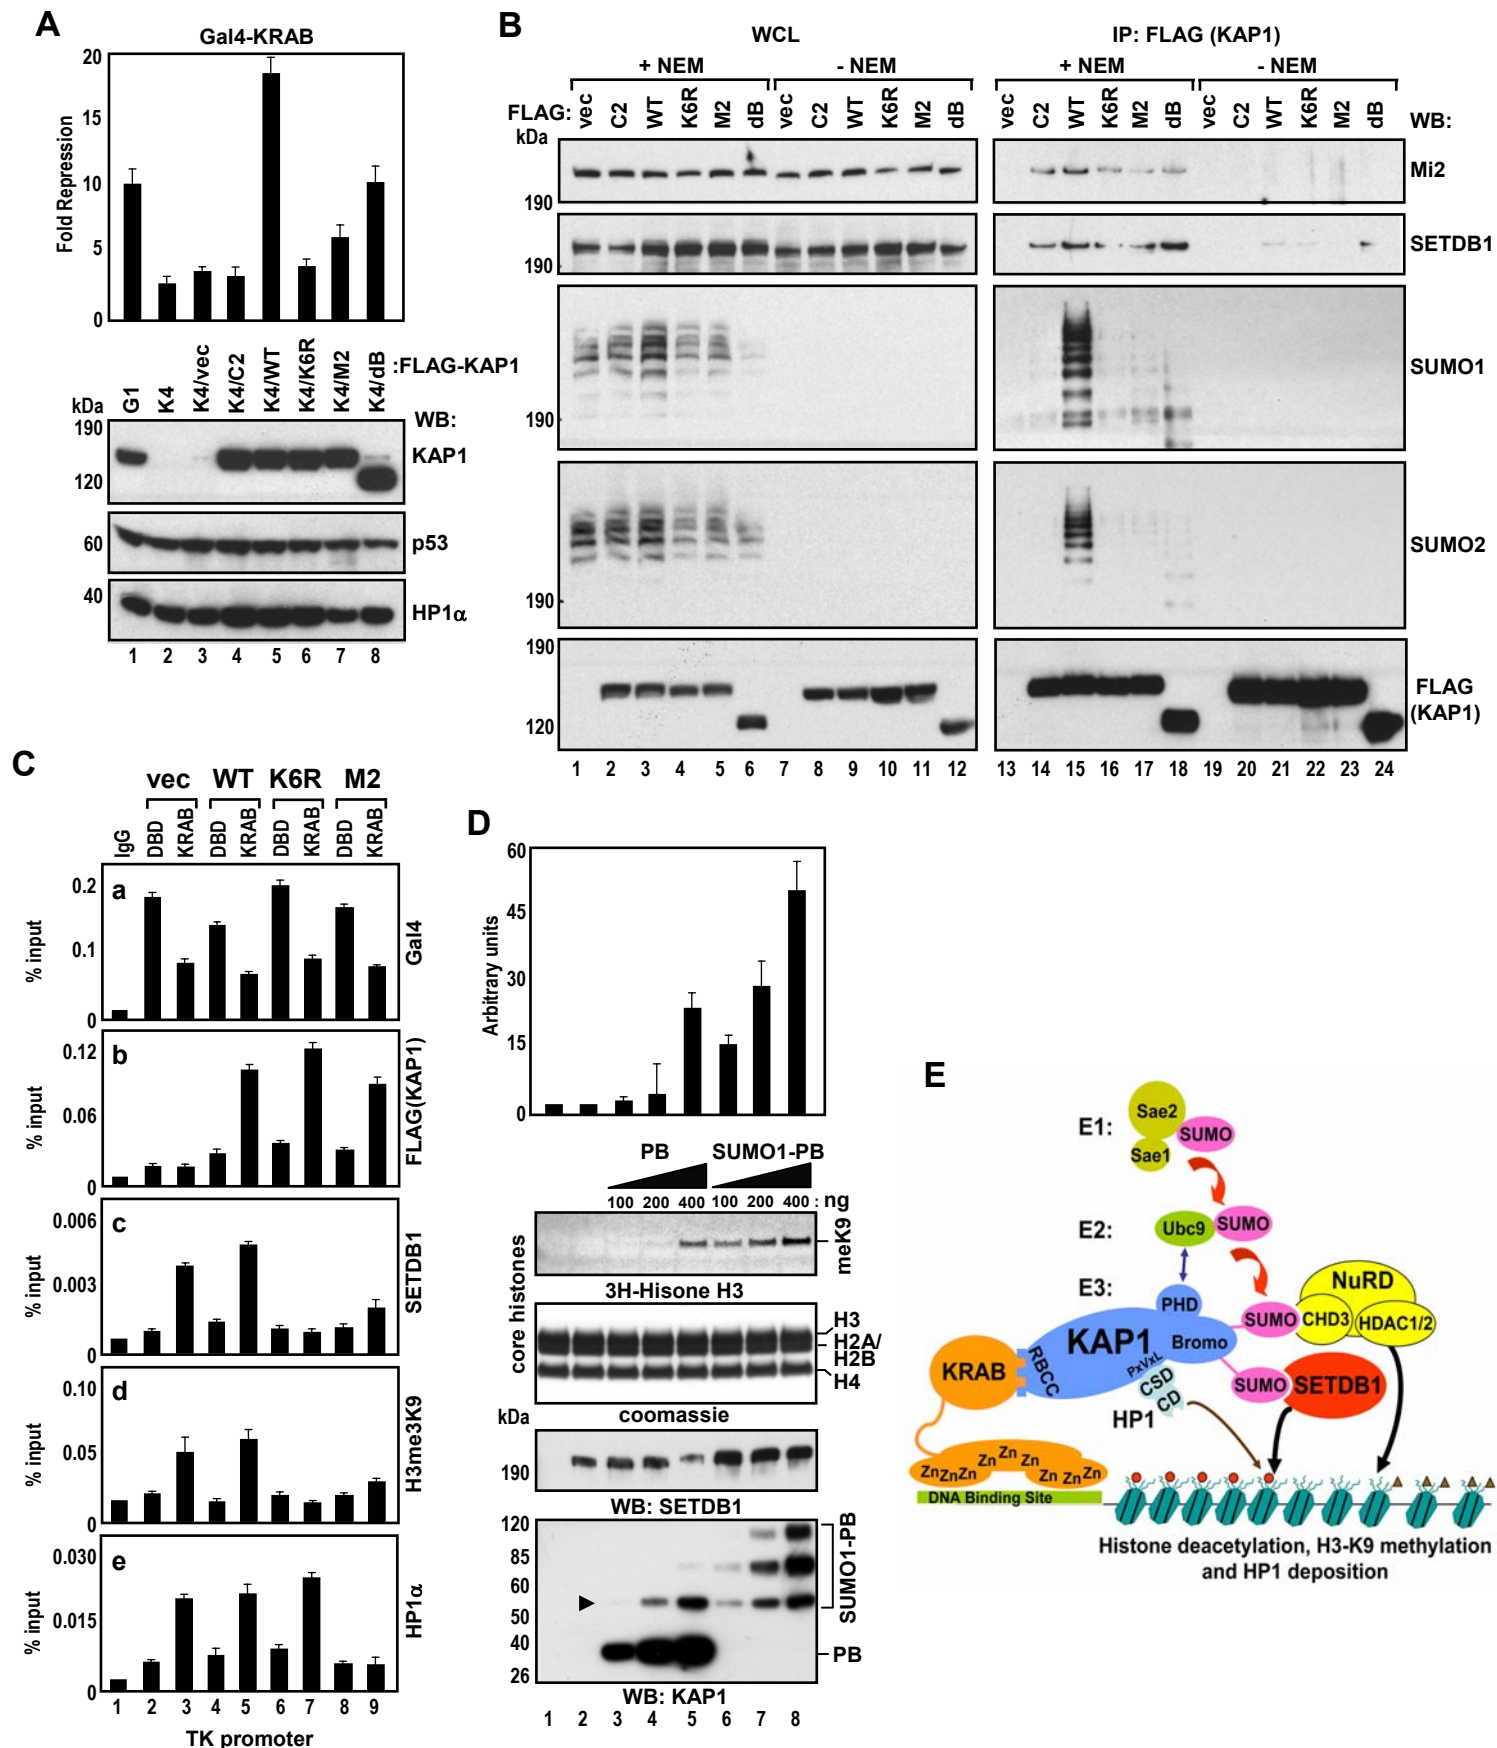 A
Gal4-KRAB
Fold Repression
20
15
10
5
0
G1
K4
K4/vec
K4/C2
K4/WT
K4/K6R
K4/M2
K4/dB
:FLAG-KAP1
kDa
WB:
190
120
KAP1
60
p53
40
HP1α
1 2 3 4 5 6 7 8
B
WCL
IP: FLAG (KAP1)
+ NEM
- NEM
+ NEM
- NEM
FLAG: vec C2 WT K6R M2 dB vec C2 WT K6R M2 dB
vec C2 WT K6R M2 dB vec C2 WT K6R M2 dB
WB:
kDa
190
Mi2
190
SETDB1
190
SUMO1
190
SUMO2
190
120
FLAG
(KAP1)
1 2 3 4 5 6 7 8 9 10 11 12
13 14 15 16 17 18 19 20 21 22 23 24
C
vec WT K6R M2
IgG DBD KRAB DBD KRAB DBD KRAB DBD KRAB
a
% input
0.2
0.1
0
Gal4
b
% input
0.12
0.06
0
FLAG(KAP1)
c
% input
0.006
0.003
0
SETDB1
d
% input
0.10
0.05
0
H3me3K9
e
% input
0.030
0.015
0
HP1α
1 2 3 4 5 6 7 8 9
TK promoter
D
Arbitrary units
60
45
30
15
0
PB
SUMO1-PB
100 200 400 100 200 400 : ng
meK9
3H-Hisone H3
core histones
H3
H2A/
H2B
H4
coomassie
kDa
190
WB: SETDB1
120
85
60
50
40
26
SUMO1-PB
PB
WB: KAP1
1 2 3 4 5 6 7 8
E
E1:
Sae2
SUMO
Sae1
E2:
Ubc9
SUMO
E3:
PHD
NuRD
SUMO
CHD3
HDAC1/2
KAP1
Bromo
RBCC
PxVxL
KRAB
CSD
CD
HP1
SUMO
SETDB1
Zn Zn Zn Zn Zn Zn Zn Zn
DNA Binding Site
Histone deacetylation, H3-K9 methylation
and HP1 deposition